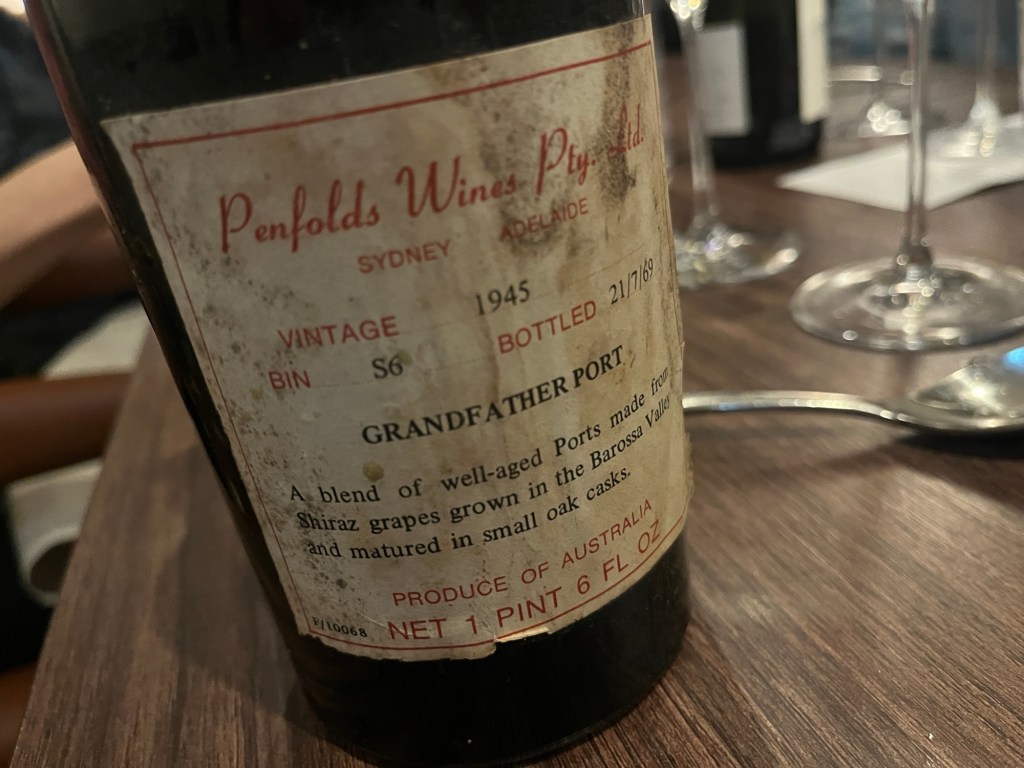 Penfolds Wines Pty. Ltd.
SYDNEY ADELAIDE
VINTAGE 1945
BIN S6 BOTTLED 21/7/69
GRANDFATHER PORT
A blend of well-aged Ports made from
Shiraz grapes grown in the Barossa Valley
and matured in small oak casks.
PRODUCE OF AUSTRALIA
P/10068 NET 1 PINT 6 FL OZ